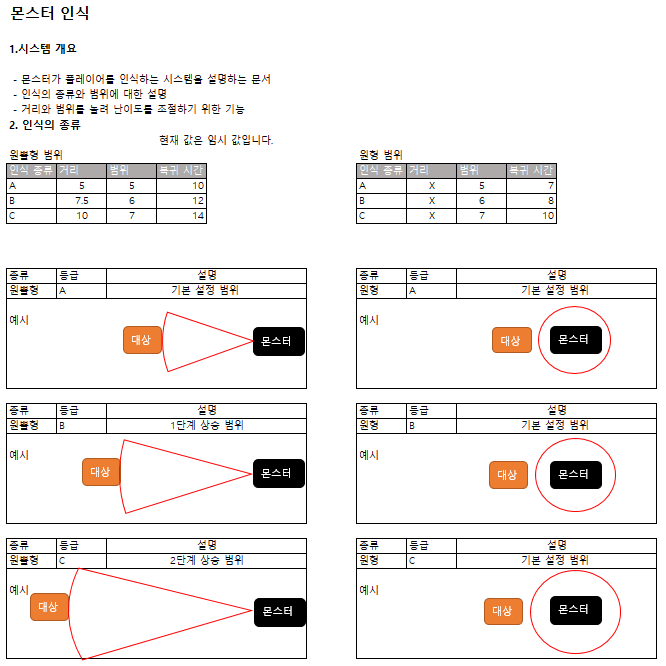 몬스터 인식
1.시스템 개요
- 몬스터가 플레이어를 인식하는 시스템을 설명하는 문서
- 인식의 종류와 범위에 대한 설명
- 거리와 범위를 늘려 난이도를 조절하기 위한 기능
2. 인식의 종류
현재 값은 임시 값입니다.
원뿔형 범위
인식 종류 거리 범위 복귀 시간
A 5 5 10
B 7.5 6 12
C 10 7 14
원형 범위
인식 종류 거리 범위 복귀 시간
A X 5 7
B X 6 8
C X 7 10
종류 등급 설명
원뿔형 A 기본 설정 범위
예시
대상 몬스터
종류 등급 설명
원형 A 기본 설정 범위
예시
대상 몬스터
종류 등급 설명
원뿔형 B 1단계 상승 범위
예시
대상 몬스터
종류 등급 설명
원형 B 기본 설정 범위
예시
대상 몬스터
종류 등급 설명
원뿔형 C 2단계 상승 범위
예시
대상 몬스터
종류 등급 설명
원형 C 기본 설정 범위
예시
대상 몬스터